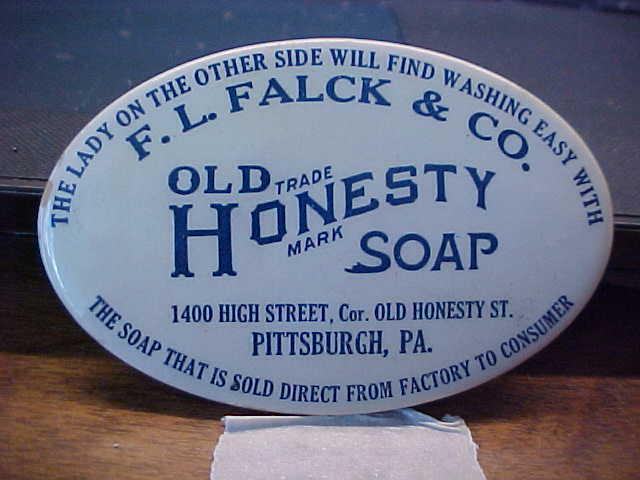 THE LADY ON THE OTHER SIDE WILL FIND WASHING EASY WITH
F. L. FALCK & CO.
OLD TRADE
HONESTY
MARK SOAP
1400 HIGH STREET, Cor. OLD HONESTY ST.
PITTSBURGH, PA.
THE SOAP THAT IS SOLD DIRECT FROM FACTORY TO CONSUMER